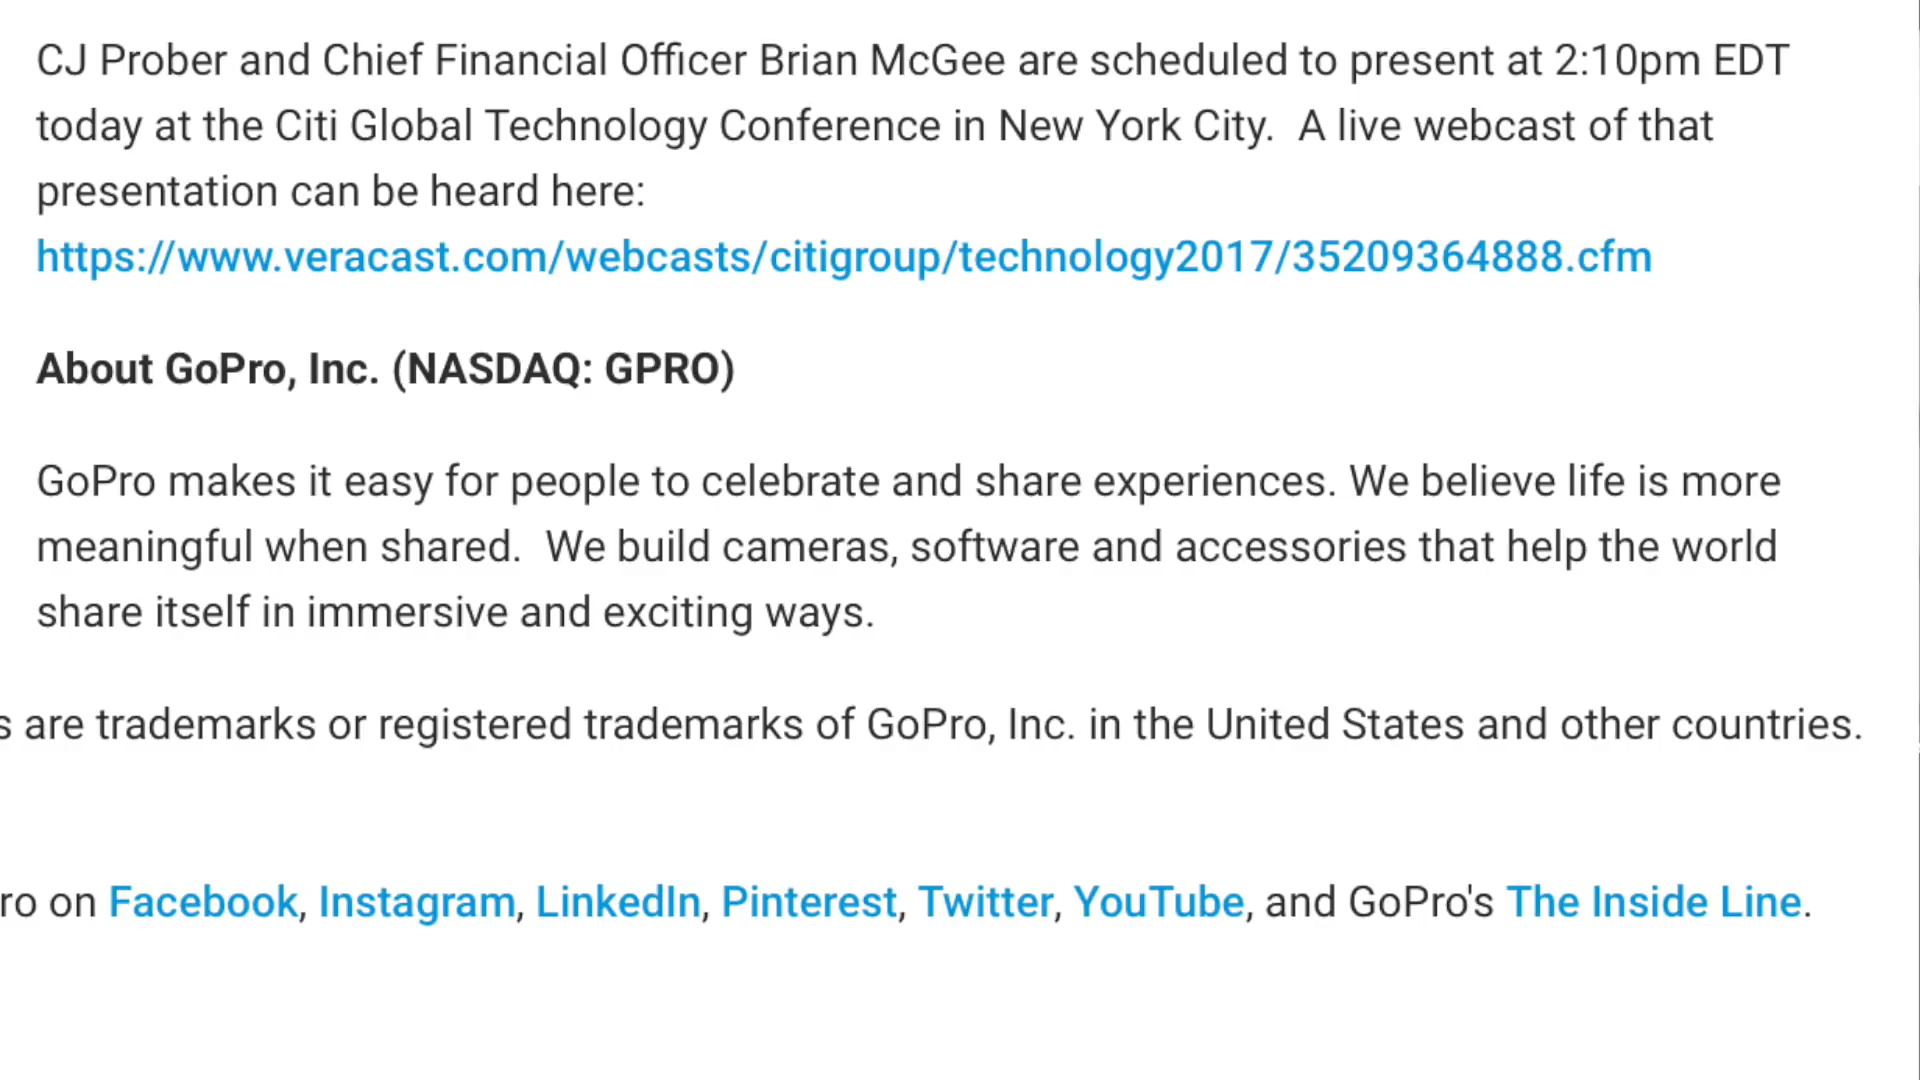 CJ Prober and Chief Financial Officer Brian McGee are scheduled to present at 2:10pm EDT
today at the Citi Global Technology Conference in New York City.  A live webcast of that
presentation can be heard here:
https://www.veracast.com/webcasts/citigroup/technology2017/35209364888.cfm
About GoPro, Inc. (NASDAQ: GPRO)
GoPro makes it easy for people to celebrate and share experiences. We believe life is more
meaningful when shared.  We build cameras, software and accessories that help the world
share itself in immersive and exciting ways.
s are trademarks or registered trademarks of GoPro, Inc. in the United States and other countries.
ro on Facebook, Instagram, LinkedIn, Pinterest, Twitter, YouTube, and GoPro's The Inside Line.